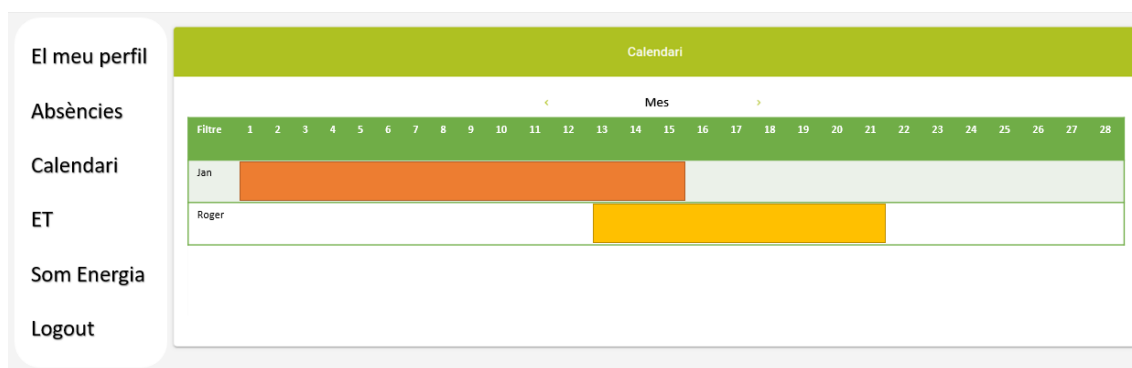 El meu perfil
Absències
Calendari
ET
Som Energia
Logout
Calendari
‹ Mes ›
Filtre 1 2 3 4 5 6 7 8 9 10 11 12 13 14 15 16 17 18 19 20 21 22 23 24 25 26 27 28
Jan
Roger